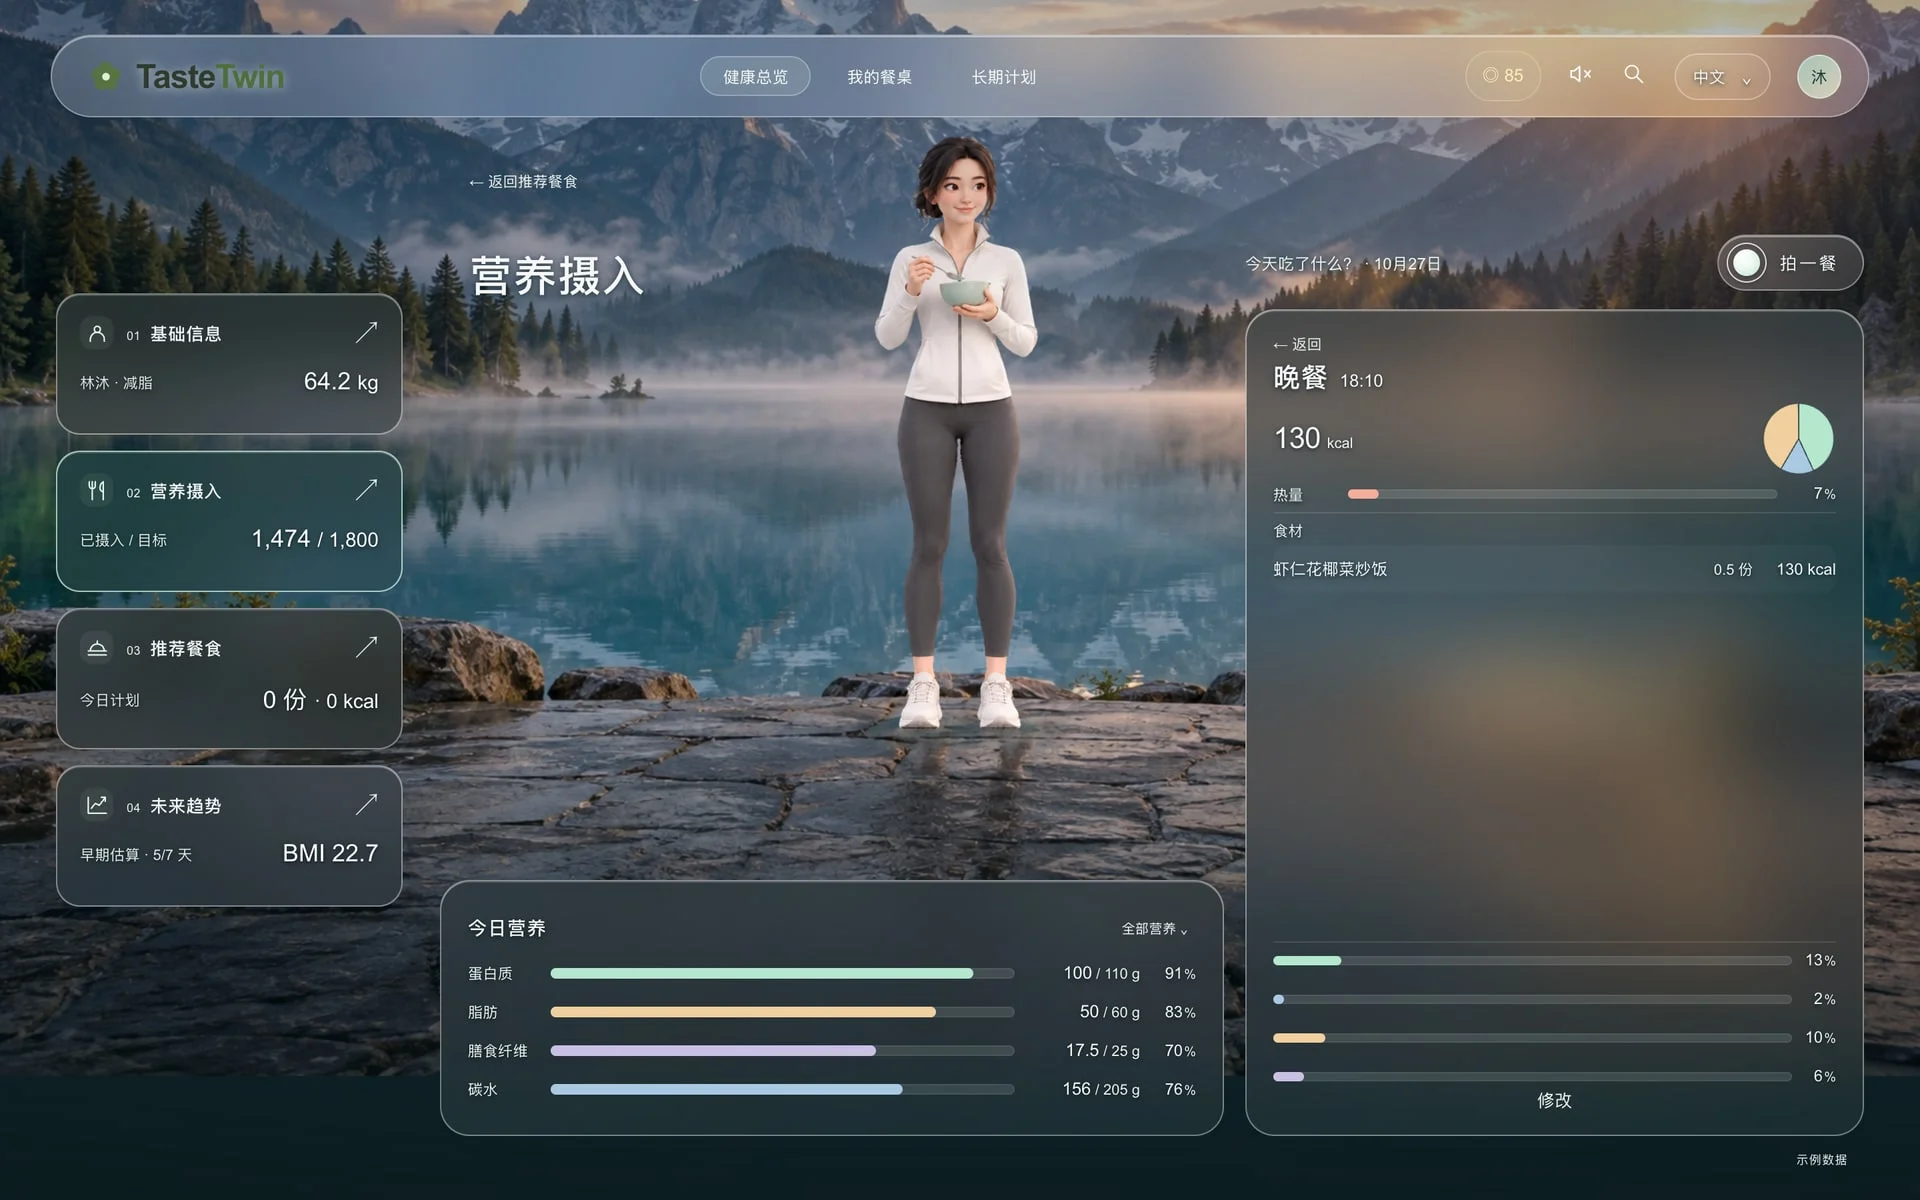 TasteTwin
健康总览
我的餐桌
长期计划
85
中文
沐
← 返回推荐餐食
营养摄入
01 基础信息
林沐 · 减脂 64.2 kg
02 营养摄入
已摄入 / 目标 1,474 / 1,800
03 推荐餐食
今日计划 0 份 · 0 kcal
04 未来趋势
早期估算 · 5/7 天 BMI 22.7
今日营养 全部营养
蛋白质 100 / 110 g 91%
脂肪 50 / 60 g 83%
膳食纤维 17.5 / 25 g 70%
碳水 156 / 205 g 76%
今天吃了什么? · 10月27日
拍一餐
← 返回
晚餐 18:10
130 kcal
热量 7%
食材
虾仁花椰菜炒饭 0.5 份 130 kcal
13%
2%
10%
6%
修改
示例数据